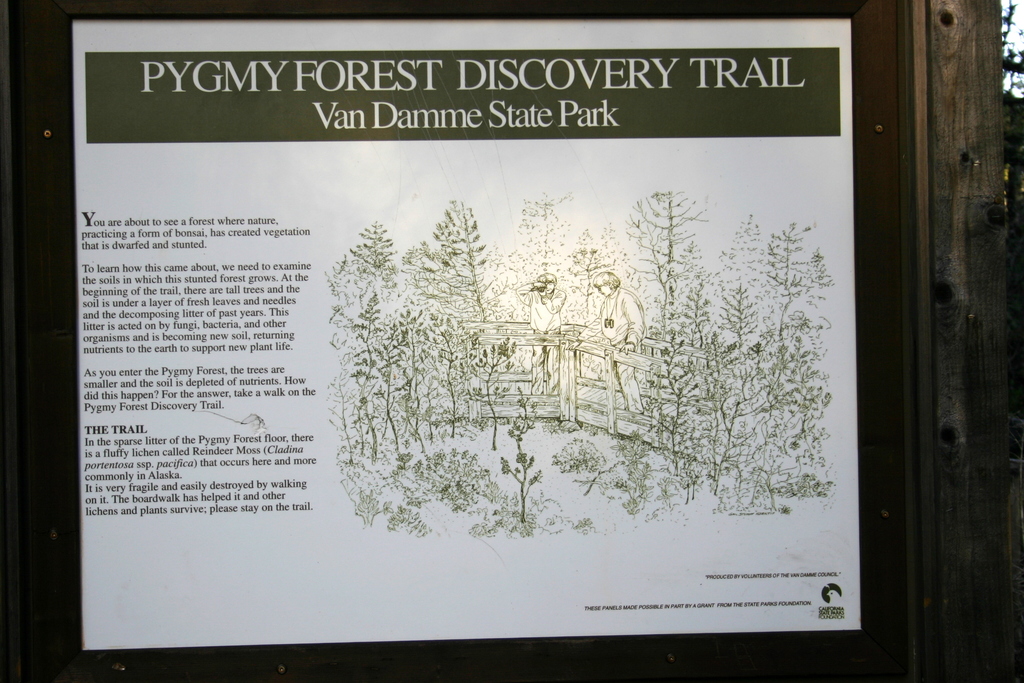 PYGMY FOREST DISCOVERY TRAIL
Van Damme State Park
You are about to see a forest where nature,
practicing a form of bonsai, has created vegetation
that is dwarfed and stunted.
To learn how this came about, we need to examine
the soils in which this stunted forest grows. At the
beginning of the trail, there are tall trees and the
soil is under a layer of fresh leaves and needles
and the decomposing litter of past years. This
litter is acted on by fungi, bacteria, and other
organisms and is becoming new soil, returning
nutrients to the earth to support new plant life.
As you enter the Pygmy Forest, the trees are
smaller and the soil is depleted of nutrients. How
did this happen? For the answer, take a walk on the
Pygmy Forest Discovery Trail.
THE TRAIL
In the sparse litter of the Pygmy Forest floor, there
is a fluffy lichen called Reindeer Moss (Cladina
portentosa ssp. pacifica) that occurs here and more
commonly in Alaska.
It is very fragile and easily destroyed by walking
on it. The boardwalk has helped it and other
lichens and plants survive; please stay on the trail.
"PRODUCED BY VOLUNTEERS OF THE VAN DAMME COUNCIL"
THESE PANELS MADE POSSIBLE IN PART BY A GRANT FROM THE STATE PARKS FOUNDATION.
CALIFORNIA
STATE PARKS
FOUNDATION